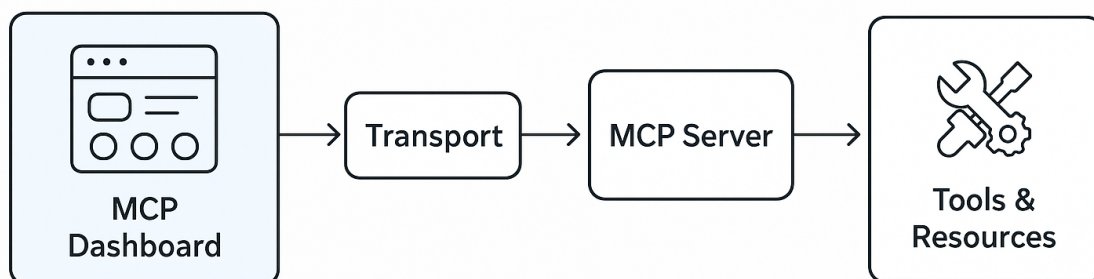 MCP
Dashboard
Transport
MCP Server
Tools &
Resources